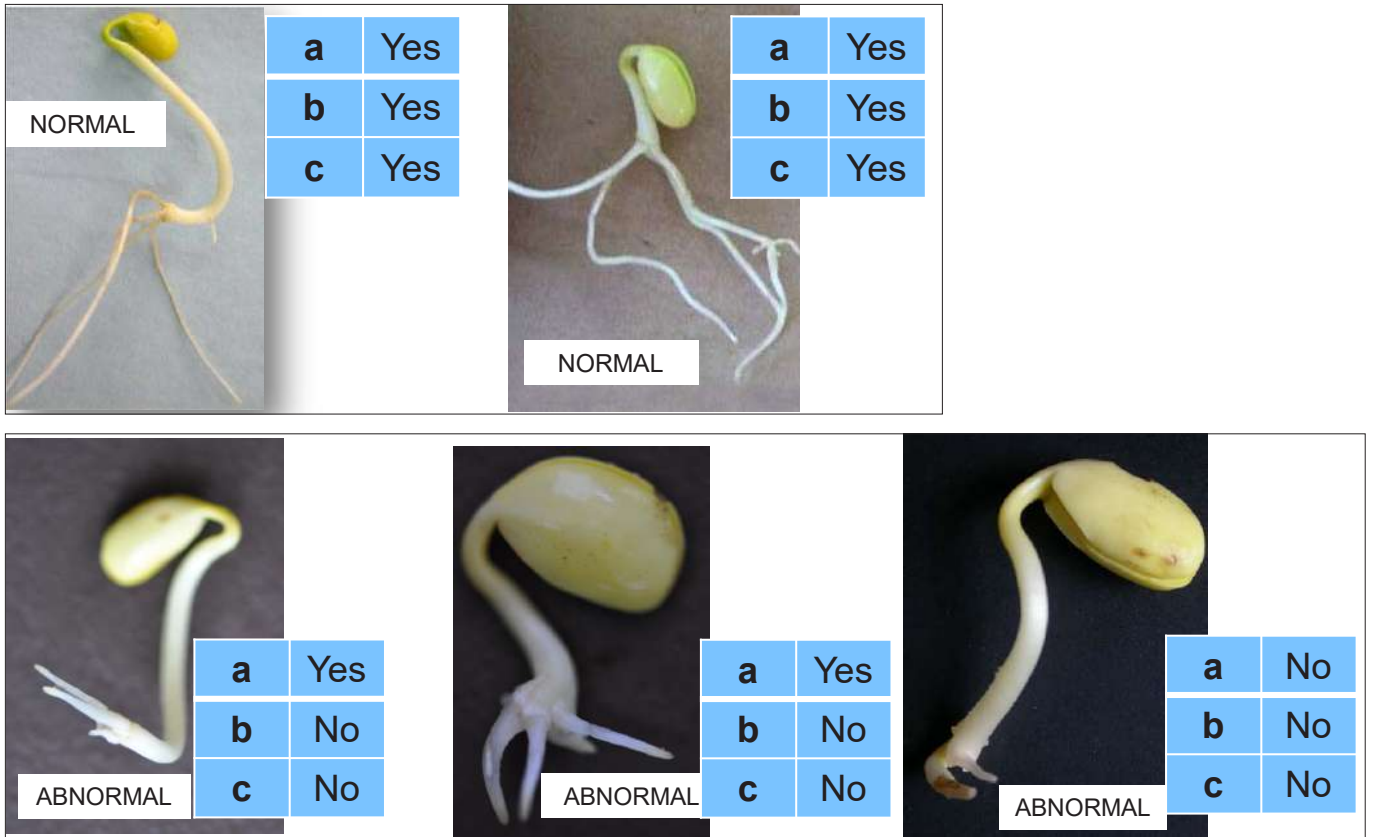 NORMAL
a Yes
b Yes
c Yes
NORMAL
a Yes
b Yes
c Yes
ABNORMAL
a Yes
b No
c No
ABNORMAL
a Yes
b No
c No
ABNORMAL
a No
b No
c No